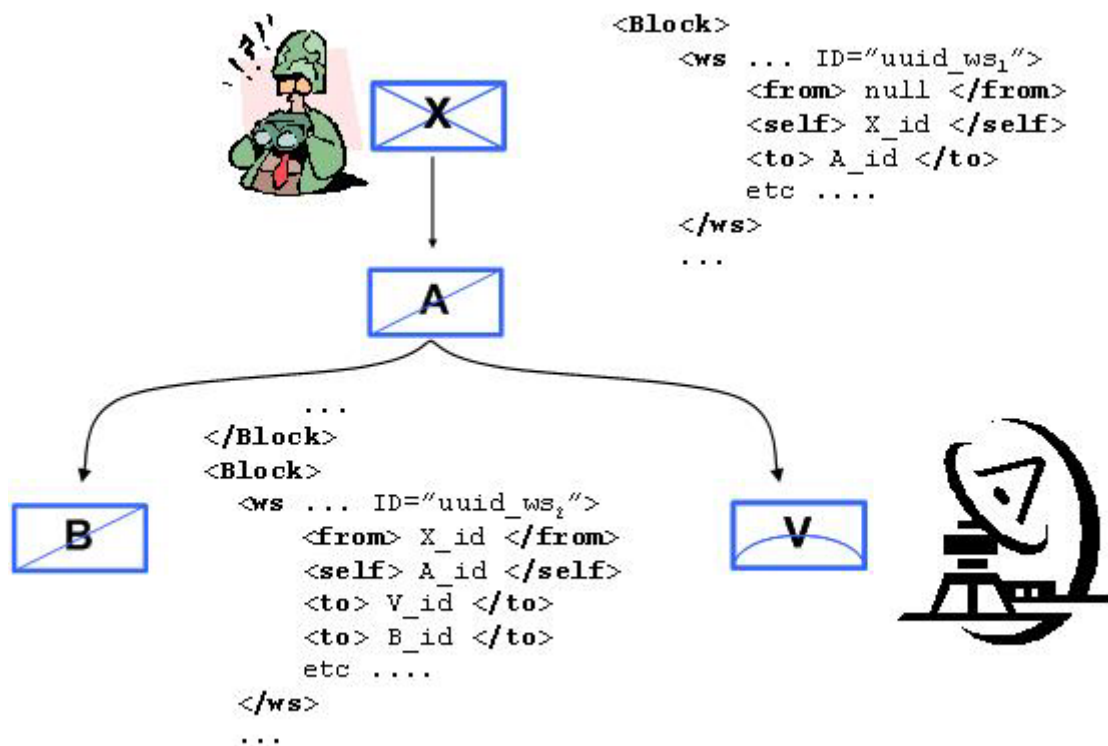 !?!!
<Block>
<ws ... ID="uuid_ws1">
<from> null </from>
<self> X_id </self>
<to> A_id </to>
etc ....
</ws>
...
X
A
...
</Block>
<Block>
<ws ... ID="uuid_ws2">
<from> X_id </from>
<self> A_id </self>
<to> V_id </to>
<to> B_id </to>
etc ....
</ws>
...
B
V